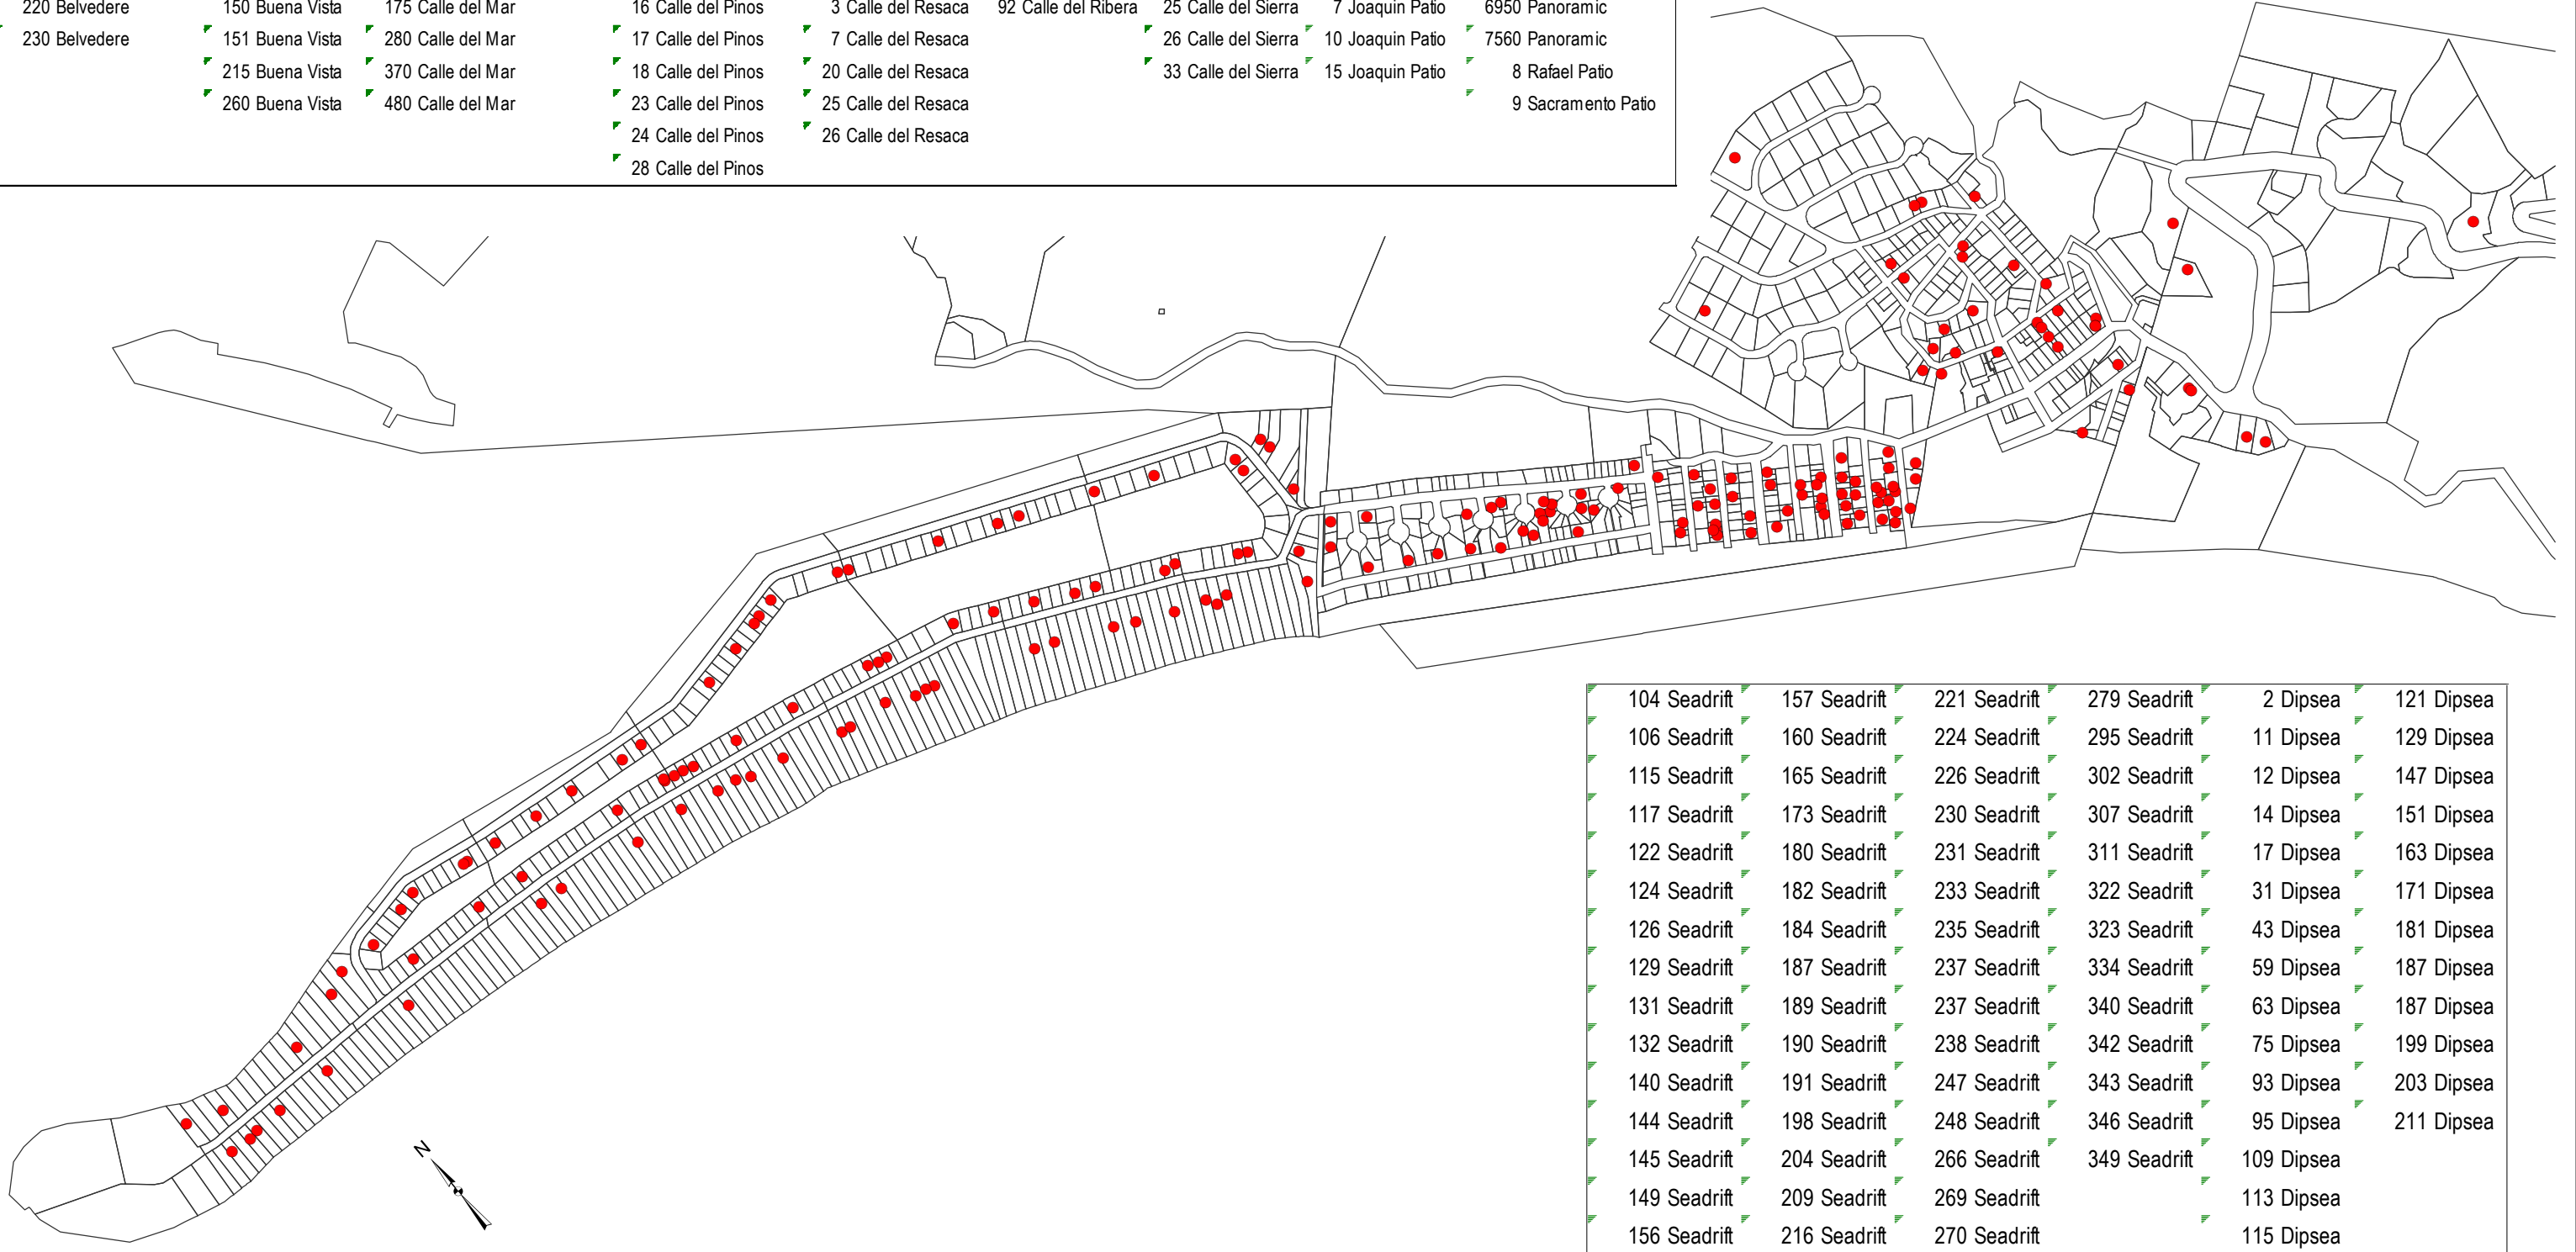 220 Belvedere 150 Buena Vista 175 Calle del Mar 16 Calle del Pinos 3 Calle del Resaca 92 Calle del Ribera 25 Calle del Sierra 7 Joaquin Patio 6950 Panoramic
230 Belvedere 151 Buena Vista 280 Calle del Mar 17 Calle del Pinos 7 Calle del Resaca 26 Calle del Sierra 10 Joaquin Patio 7560 Panoramic
215 Buena Vista 370 Calle del Mar 18 Calle del Pinos 20 Calle del Resaca 33 Calle del Sierra 15 Joaquin Patio 8 Rafael Patio
260 Buena Vista 480 Calle del Mar 23 Calle del Pinos 25 Calle del Resaca 9 Sacramento Patio
24 Calle del Pinos 26 Calle del Resaca
28 Calle del Pinos
104 Seadrift 157 Seadrift 221 Seadrift 279 Seadrift 2 Dipsea 121 Dipsea
106 Seadrift 160 Seadrift 224 Seadrift 295 Seadrift 11 Dipsea 129 Dipsea
115 Seadrift 165 Seadrift 226 Seadrift 302 Seadrift 12 Dipsea 147 Dipsea
117 Seadrift 173 Seadrift 230 Seadrift 307 Seadrift 14 Dipsea 151 Dipsea
122 Seadrift 180 Seadrift 231 Seadrift 311 Seadrift 17 Dipsea 163 Dipsea
124 Seadrift 182 Seadrift 233 Seadrift 322 Seadrift 31 Dipsea 171 Dipsea
126 Seadrift 184 Seadrift 235 Seadrift 323 Seadrift 43 Dipsea 181 Dipsea
129 Seadrift 187 Seadrift 237 Seadrift 334 Seadrift 59 Dipsea 187 Dipsea
131 Seadrift 189 Seadrift 237 Seadrift 340 Seadrift 63 Dipsea 187 Dipsea
132 Seadrift 190 Seadrift 238 Seadrift 342 Seadrift 75 Dipsea 199 Dipsea
140 Seadrift 191 Seadrift 247 Seadrift 343 Seadrift 93 Dipsea 203 Dipsea
144 Seadrift 198 Seadrift 248 Seadrift 346 Seadrift 95 Dipsea 211 Dipsea
145 Seadrift 204 Seadrift 266 Seadrift 349 Seadrift 109 Dipsea
149 Seadrift 209 Seadrift 269 Seadrift 113 Dipsea
156 Seadrift 216 Seadrift 270 Seadrift 115 Dipsea
N